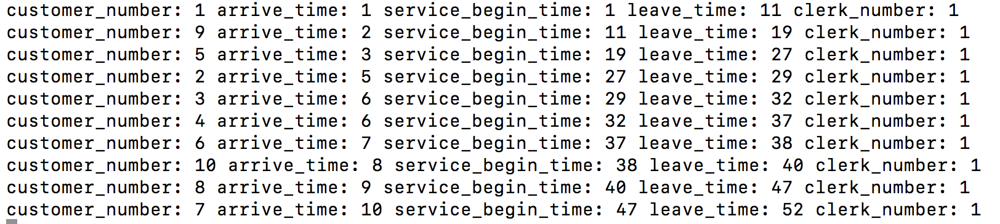 customer_number: 1 arrive_time: 1 service_begin_time: 1 leave_time: 11 clerk_number: 1
customer_number: 9 arrive_time: 2 service_begin_time: 11 leave_time: 19 clerk_number: 1
customer_number: 5 arrive_time: 3 service_begin_time: 19 leave_time: 27 clerk_number: 1
customer_number: 2 arrive_time: 5 service_begin_time: 27 leave_time: 29 clerk_number: 1
customer_number: 3 arrive_time: 6 service_begin_time: 29 leave_time: 32 clerk_number: 1
customer_number: 4 arrive_time: 6 service_begin_time: 32 leave_time: 37 clerk_number: 1
customer_number: 6 arrive_time: 7 service_begin_time: 37 leave_time: 38 clerk_number: 1
customer_number: 10 arrive_time: 8 service_begin_time: 38 leave_time: 40 clerk_number: 1
customer_number: 8 arrive_time: 9 service_begin_time: 40 leave_time: 47 clerk_number: 1
customer_number: 7 arrive_time: 10 service_begin_time: 47 leave_time: 52 clerk_number: 1